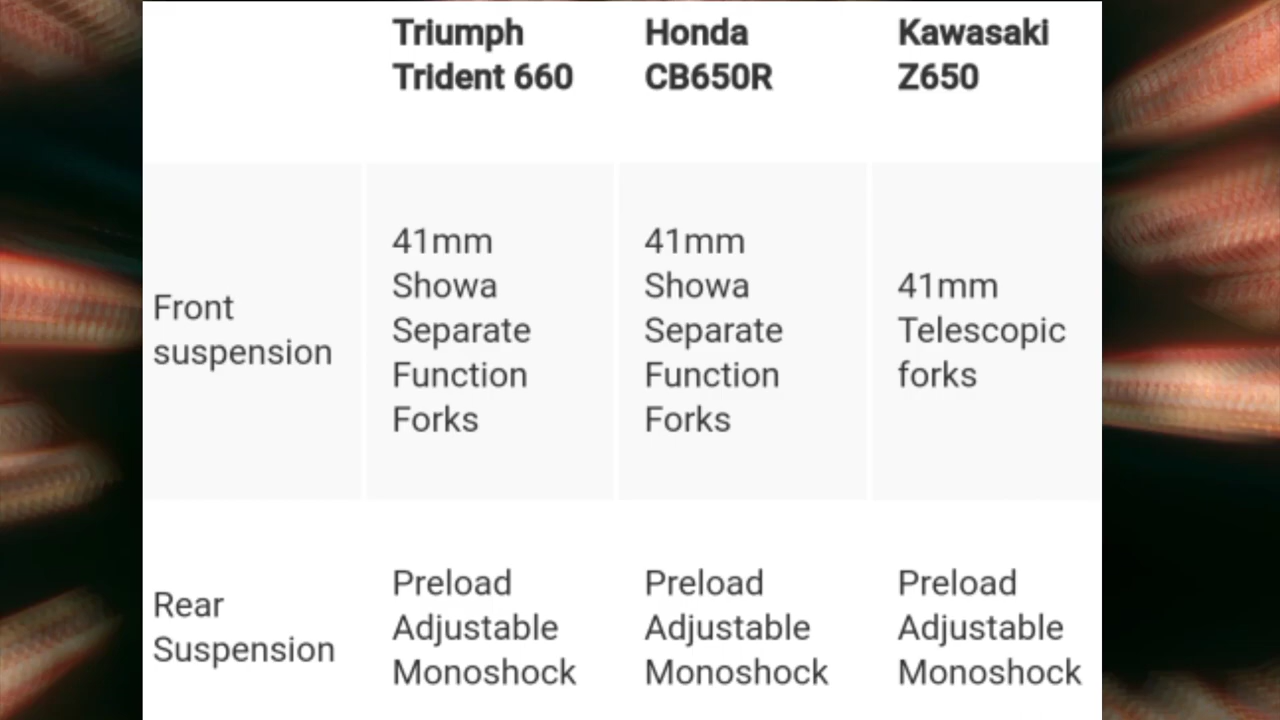 Triumph
Trident 660
Honda
CB650R
Kawasaki
Z650
Front
suspension
41mm
Showa
Separate
Function
Forks
41mm
Showa
Separate
Function
Forks
41mm
Telescopic
forks
Rear
Suspension
Preload
Adjustable
Monoshock
Preload
Adjustable
Monoshock
Preload
Adjustable
Monoshock